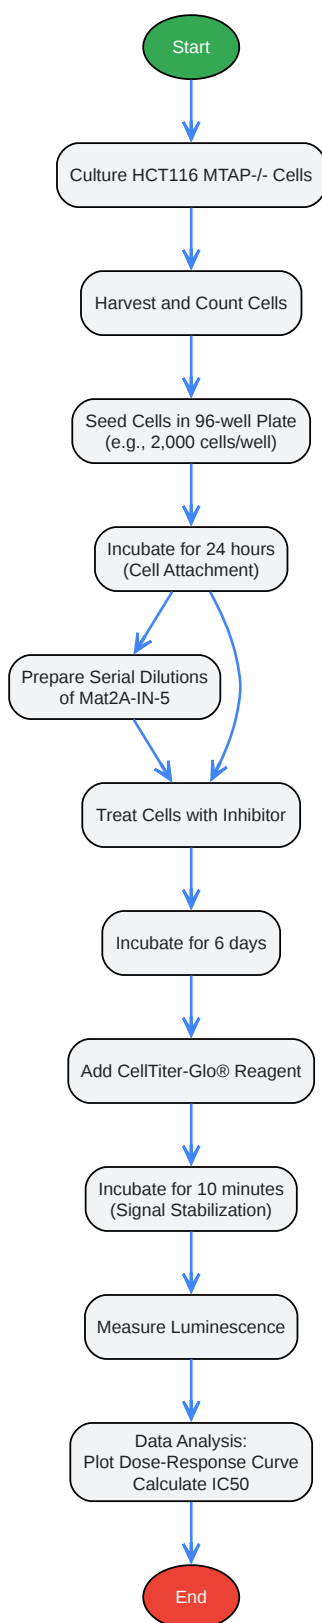 Start
Culture HCT116 MTAP-/- Cells
Harvest and Count Cells
Seed Cells in 96-well Plate
(e.g., 2,000 cells/well)
Incubate for 24 hours
(Cell Attachment)
Prepare Serial Dilutions
of Mat2A-IN-5
Treat Cells with Inhibitor
Incubate for 6 days
Add CellTiter-Glo® Reagent
Incubate for 10 minutes
(Signal Stabilization)
Measure Luminescence
Data Analysis:
Plot Dose-Response Curve
Calculate IC50
End